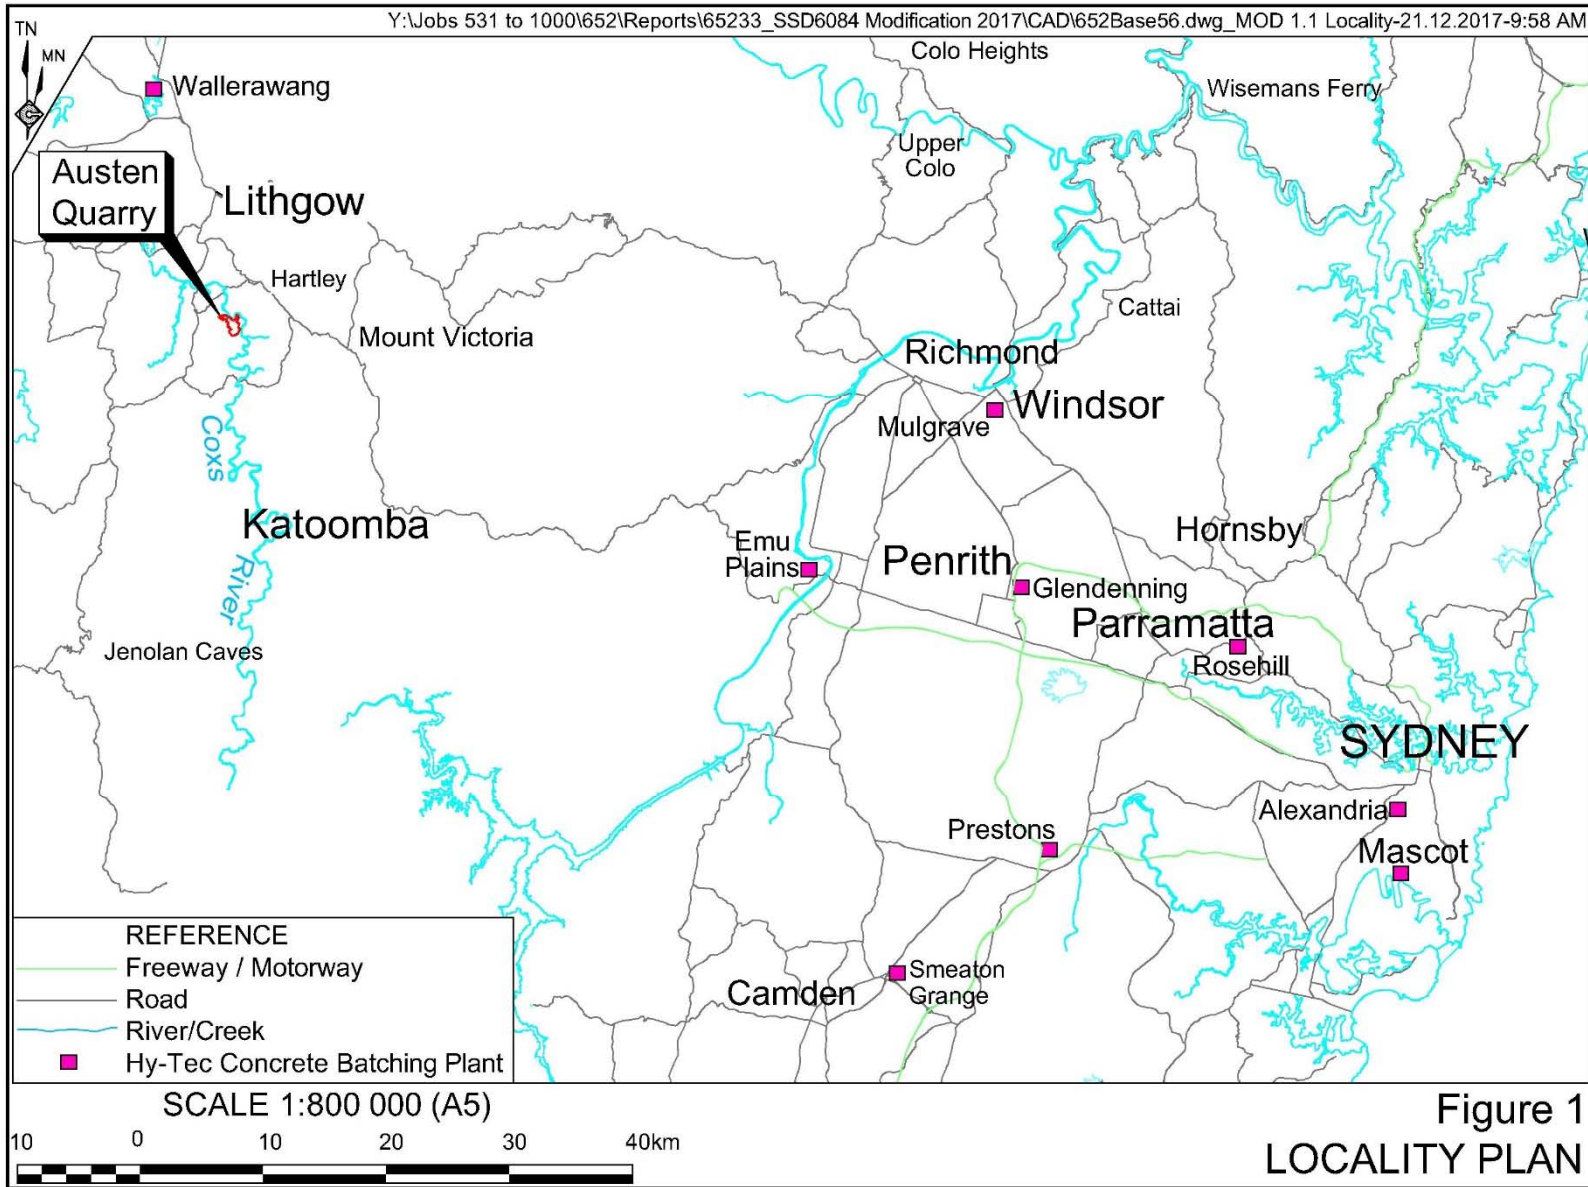 Y:\Jobs 531 to 1000\652\Reports\65233_SSD6084 Modification 2017\CAD\652Base56.dwg_MOD 1.1 Locality-21.12.2017-9:58 AM
TN
MN
Colo Heights
Wallerawang
Wisemans Ferry
Upper
Colo
Austen
Quarry
Lithgow
Hartley
Cattai
Mount Victoria
Richmond
Windsor
Mulgrave
Coxs
River
Katoomba
Hornsby
Emu
Plains
Penrith
Glendenning
Parramatta
Rosehill
Jenolan Caves
SYDNEY
Alexandria
Prestons
Mascot
Smeaton
Grange
Camden
REFERENCE
Freeway / Motorway
Road
River/Creek
Hy-Tec Concrete Batching Plant
SCALE 1:800 000 (A5)
10 0 10 20 30 40km
Figure 1
LOCALITY PLAN